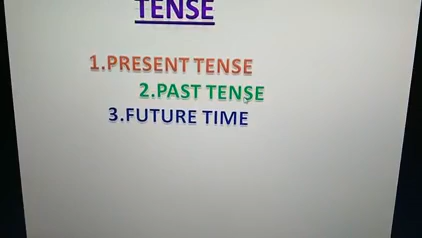 TENSE
1.PRESENT TENSE
2.PAST TENSE
3.FUTURE TIME